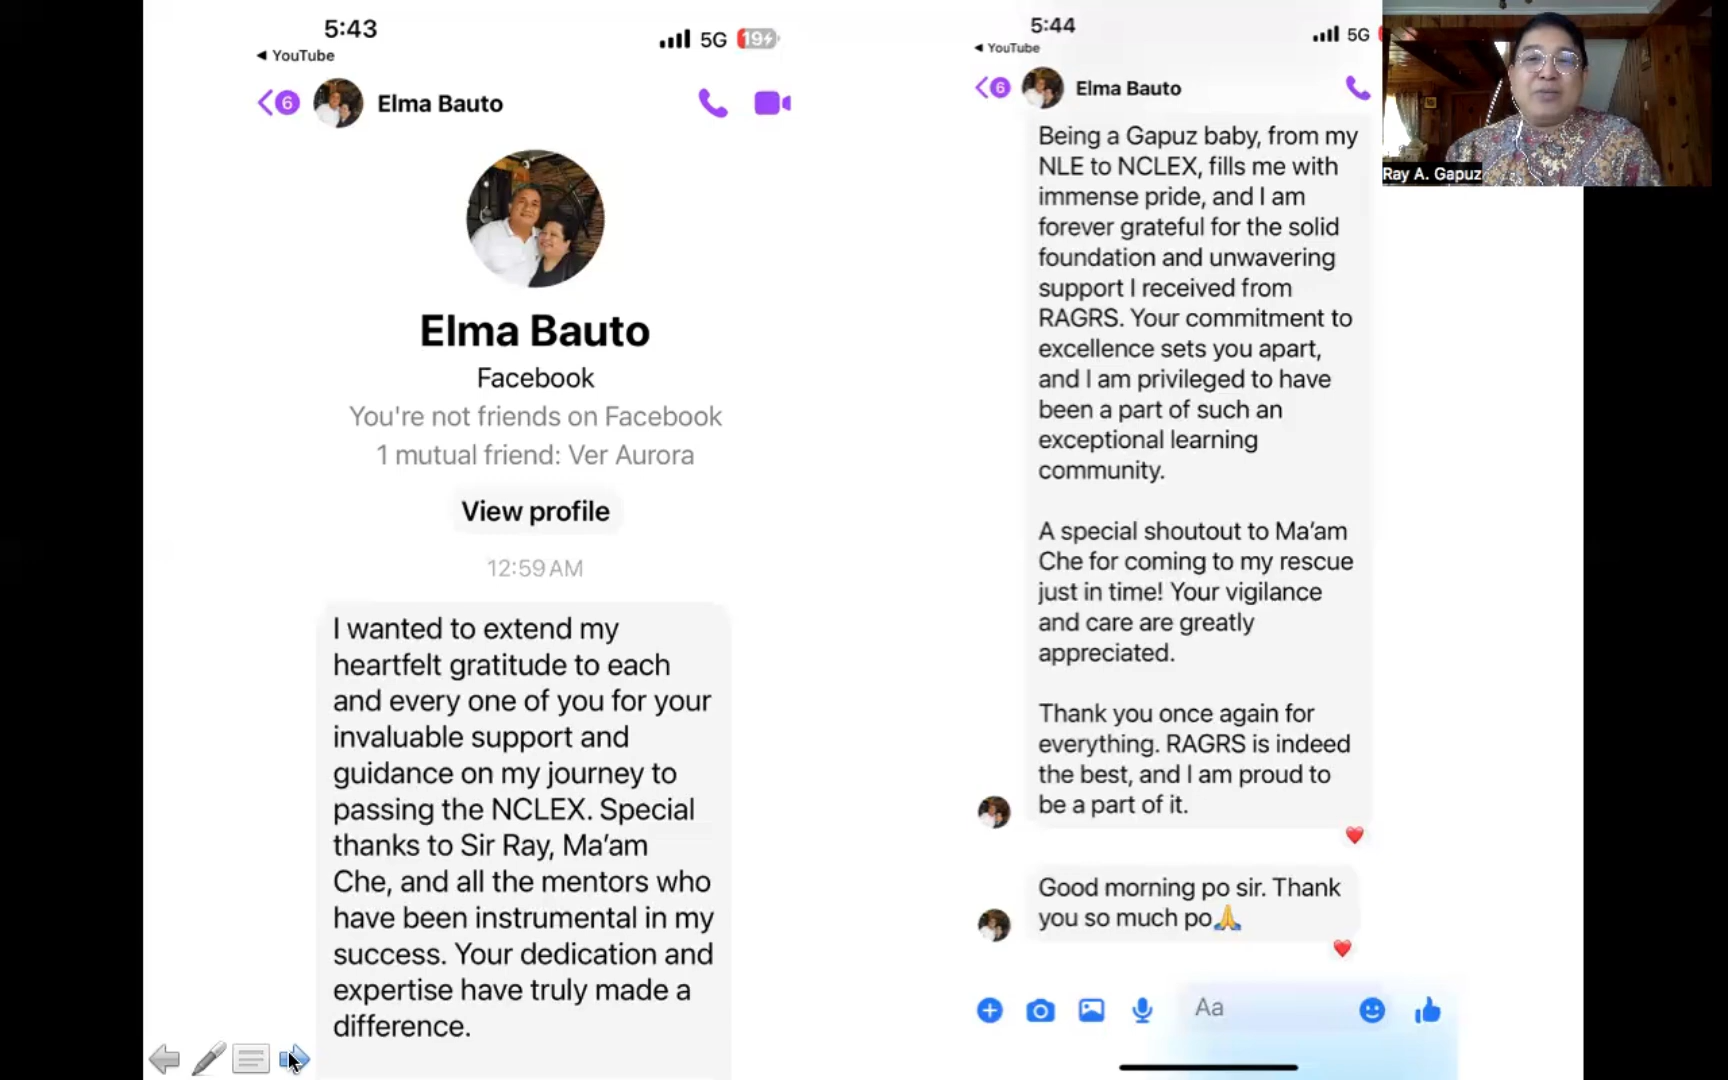 5:43
5G 19
◀ YouTube
6
Elma Bauto
Elma Bauto
Facebook
You're not friends on Facebook
1 mutual friend: Ver Aurora
View profile
12:59 AM
I wanted to extend my
heartfelt gratitude to each
and every one of you for your
invaluable support and
guidance on my journey to
passing the NCLEX. Special
thanks to Sir Ray, Ma'am
Che, and all the mentors who
have been instrumental in my
success. Your dedication and
expertise have truly made a
difference.
5:44
5G
◀ YouTube
6
Elma Bauto
Being a Gapuz baby, from my
NLE to NCLEX, fills me with
immense pride, and I am
forever grateful for the solid
foundation and unwavering
support I received from
RAGRS. Your commitment to
excellence sets you apart,
and I am privileged to have
been a part of such an
exceptional learning
community.
A special shoutout to Ma'am
Che for coming to my rescue
just in time! Your vigilance
and care are greatly
appreciated.
Thank you once again for
everything. RAGRS is indeed
the best, and I am proud to
be a part of it.
❤️
Good morning po sir. Thank
you so much po🙏
❤️
Aa
Ray A. Gapuz